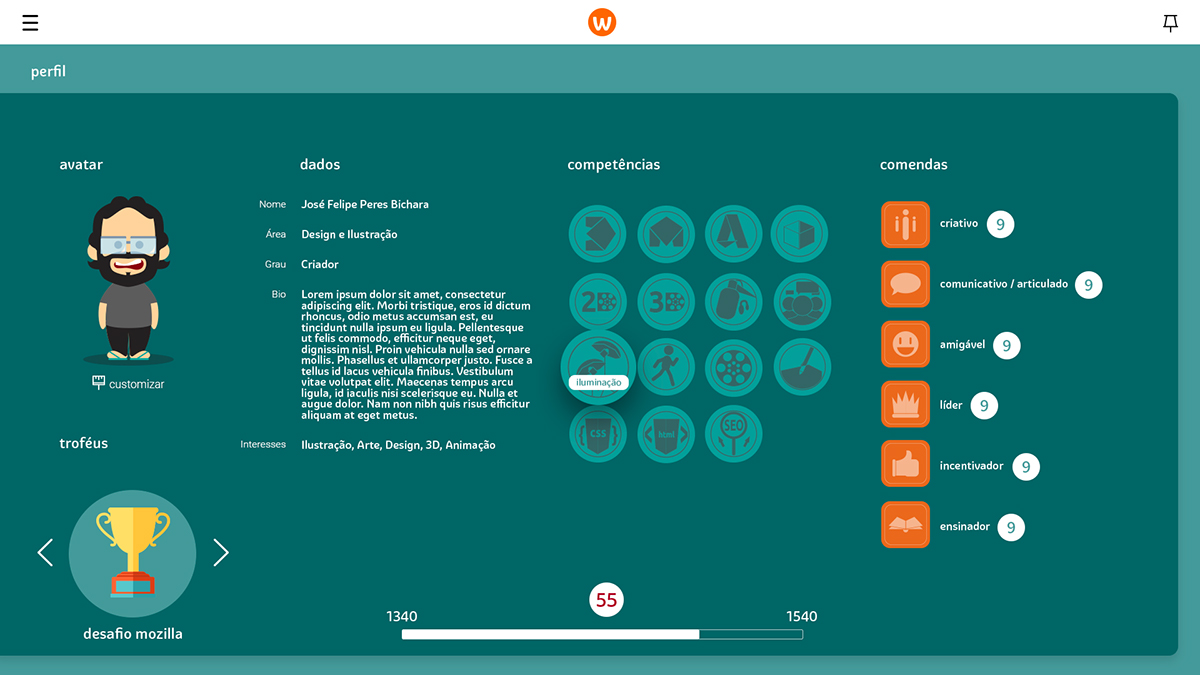 w
perfil
avatar
customizar
troféus
desafio mozilla
dados
Nome José Felipe Peres Bichara
Área Design e Ilustração
Grau Criador
Bio Lorem ipsum dolor sit amet, consectetur
adipiscing elit. Morbi tristique, eros id dictum
rhoncus, odio metus accumsan est, eu
tincidunt nulla ipsum eu ligula. Pellentesque
ut felis commodo, efficitur neque eget,
dignissim nisl. Proin vehicula nulla sed ornare
mollis. Phasellus et ullamcorper justo. Fusce a
tellus id lacus vehicula finibus. Vestibulum
vitae volutpat elit. Maecenas tempus arcu
ligula, id iaculis nisi scelerisque eu. Nulla et
augue dolor. Nam non nibh quis risus efficitur
aliquam at eget metus.
Interesses Ilustração, Arte, Design, 3D, Animação
competências
2
3
iluminação
CSS
html
SEO
comendas
criativo 9
comunicativo / articulado 9
amigável 9
líder 9
incentivador 9
ensinador 9
55
1340 1540